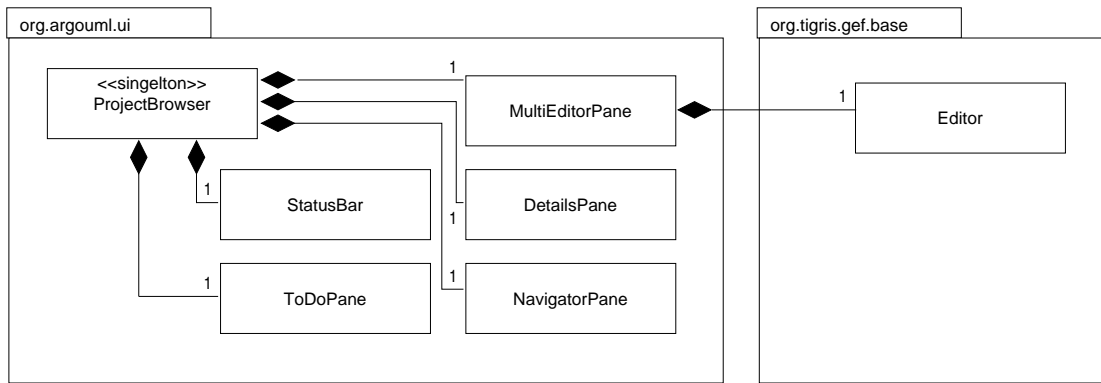 org.argouml.ui
org.tigris.gef.base
<<singelton>>
ProjectBrowser
1
MultiEditorPane
1
Editor
1
StatusBar
1
DetailsPane
1
ToDoPane
1
NavigatorPane